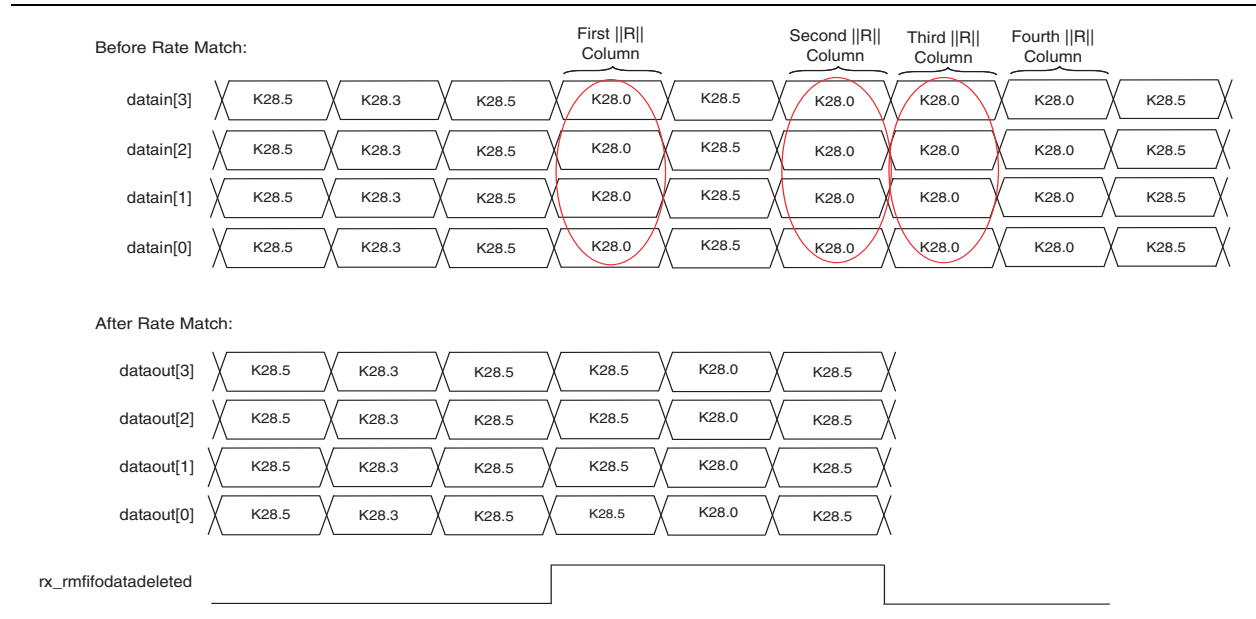 Before Rate Match:
First ||R|| Column
Second ||R|| Column
Third ||R|| Column
Fourth ||R|| Column
datain[3] K28.5 K28.3 K28.5 K28.0 K28.5 K28.0 K28.0 K28.0 K28.5
datain[2] K28.5 K28.3 K28.5 K28.0 K28.5 K28.0 K28.0 K28.0 K28.5
datain[1] K28.5 K28.3 K28.5 K28.0 K28.5 K28.0 K28.0 K28.0 K28.5
datain[0] K28.5 K28.3 K28.5 K28.0 K28.5 K28.0 K28.0 K28.0 K28.5
After Rate Match:
dataout[3] K28.5 K28.3 K28.5 K28.5 K28.0 K28.5
dataout[2] K28.5 K28.3 K28.5 K28.5 K28.0 K28.5
dataout[1] K28.5 K28.3 K28.5 K28.5 K28.0 K28.5
dataout[0] K28.5 K28.3 K28.5 K28.5 K28.0 K28.5
rx_rmfifodatadeleted